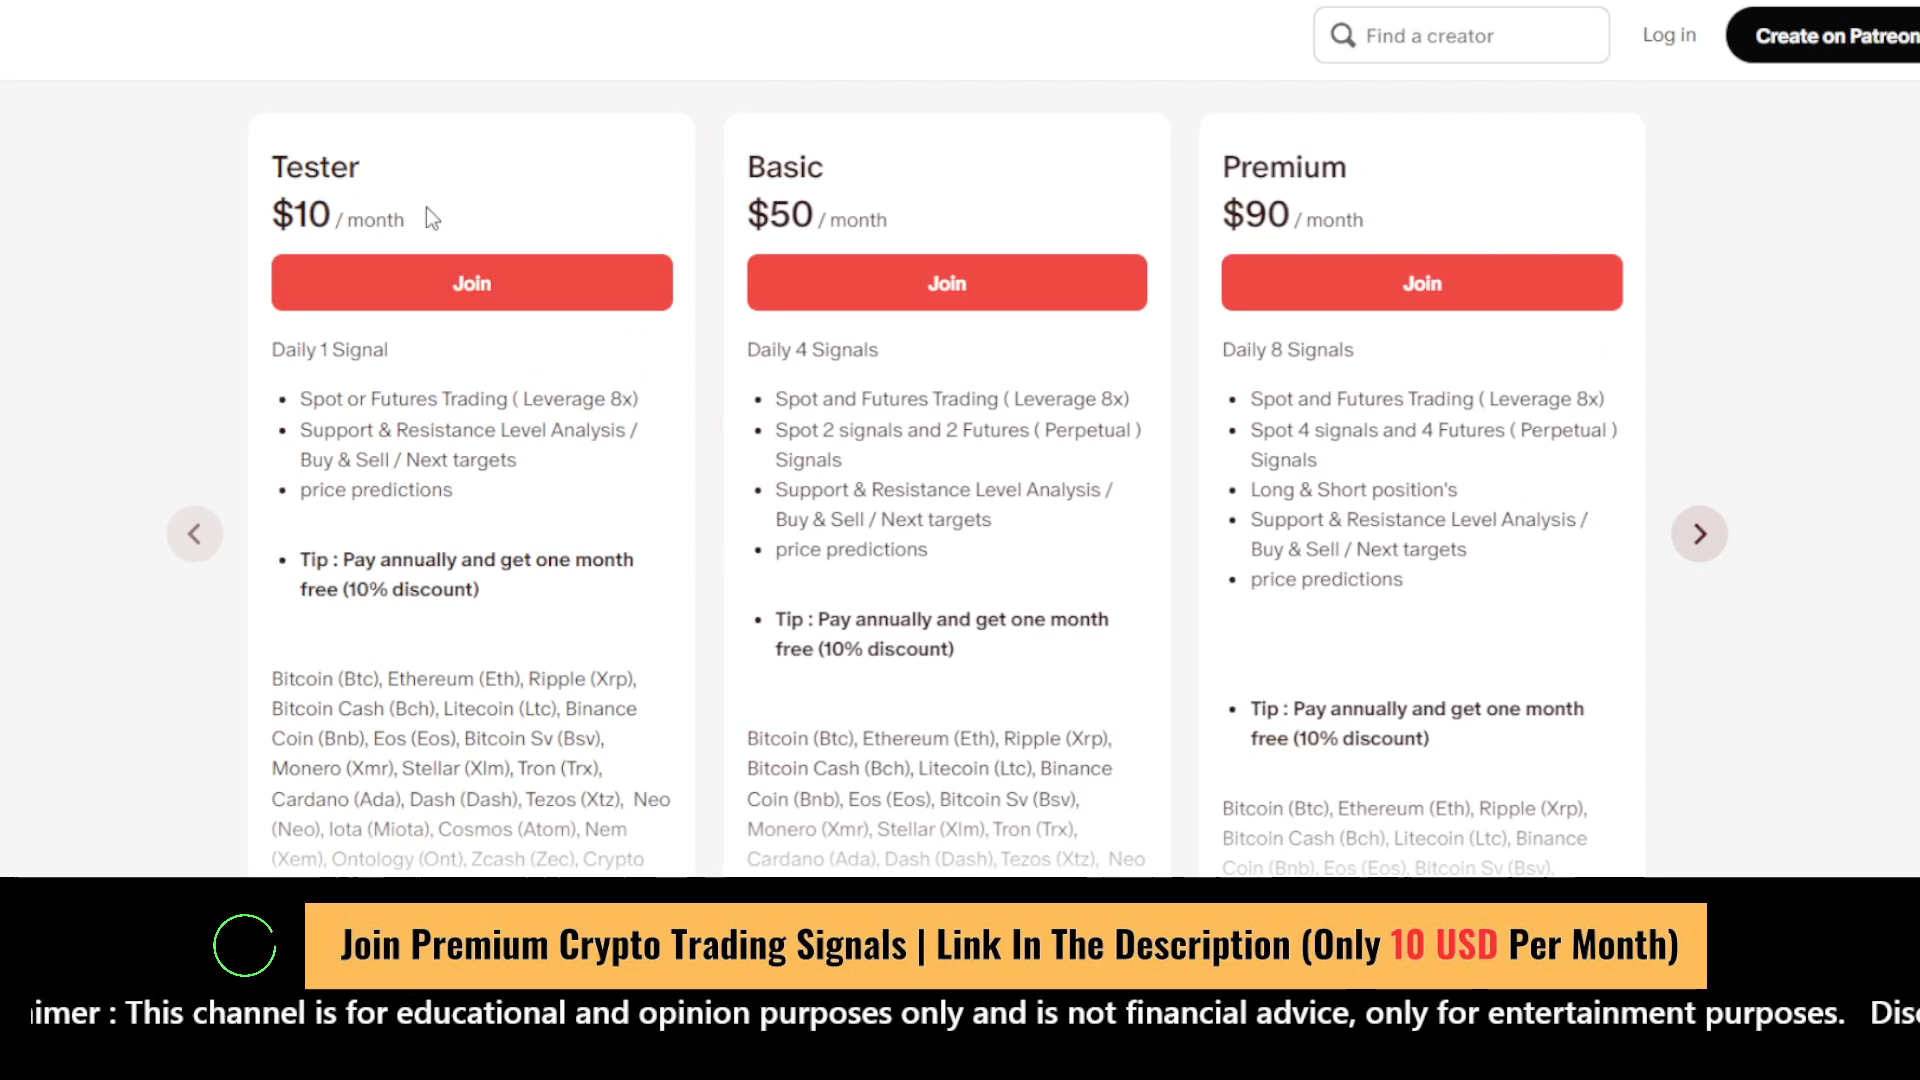 Find a creator
Log in
Create on Patreon
Tester
$10 / month
Join
Daily 1 Signal
• Spot or Futures Trading ( Leverage 8x)
• Support & Resistance Level Analysis /
Buy & Sell / Next targets
• price predictions
• Tip : Pay annually and get one month
free (10% discount)
Bitcoin (Btc), Ethereum (Eth), Ripple (Xrp),
Bitcoin Cash (Bch), Litecoin (Ltc), Binance
Coin (Bnb), Eos (Eos), Bitcoin Sv (Bsv),
Monero (Xmr), Stellar (Xlm), Tron (Trx),
Cardano (Ada), Dash (Dash), Tezos (Xtz), Neo
(Neo), Iota (Miota), Cosmos (Atom), Nem
(Xem), Ontology (Ont), Zcash (Zec), Crypto
Basic
$50 / month
Join
Daily 4 Signals
• Spot and Futures Trading ( Leverage 8x)
• Spot 2 signals and 2 Futures ( Perpetual )
Signals
• Support & Resistance Level Analysis /
Buy & Sell / Next targets
• price predictions
• Tip : Pay annually and get one month
free (10% discount)
Bitcoin (Btc), Ethereum (Eth), Ripple (Xrp),
Bitcoin Cash (Bch), Litecoin (Ltc), Binance
Coin (Bnb), Eos (Eos), Bitcoin Sv (Bsv),
Monero (Xmr), Stellar (Xlm), Tron (Trx),
Cardano (Ada), Dash (Dash), Tezos (Xtz), Neo
Premium
$90 / month
Join
Daily 8 Signals
• Spot and Futures Trading ( Leverage 8x)
• Spot 4 signals and 4 Futures ( Perpetual )
Signals
• Long & Short position's
• Support & Resistance Level Analysis /
Buy & Sell / Next targets
• price predictions
• Tip : Pay annually and get one month
free (10% discount)
Bitcoin (Btc), Ethereum (Eth), Ripple (Xrp),
Bitcoin Cash (Bch), Litecoin (Ltc), Binance
Coin (Bnb), Eos (Eos), Bitcoin Sv (Bsv),
Join Premium Crypto Trading Signals | Link In The Description (Only 10 USD Per Month)
imer : This channel is for educational and opinion purposes only and is not financial advice, only for entertainment purposes. Disc